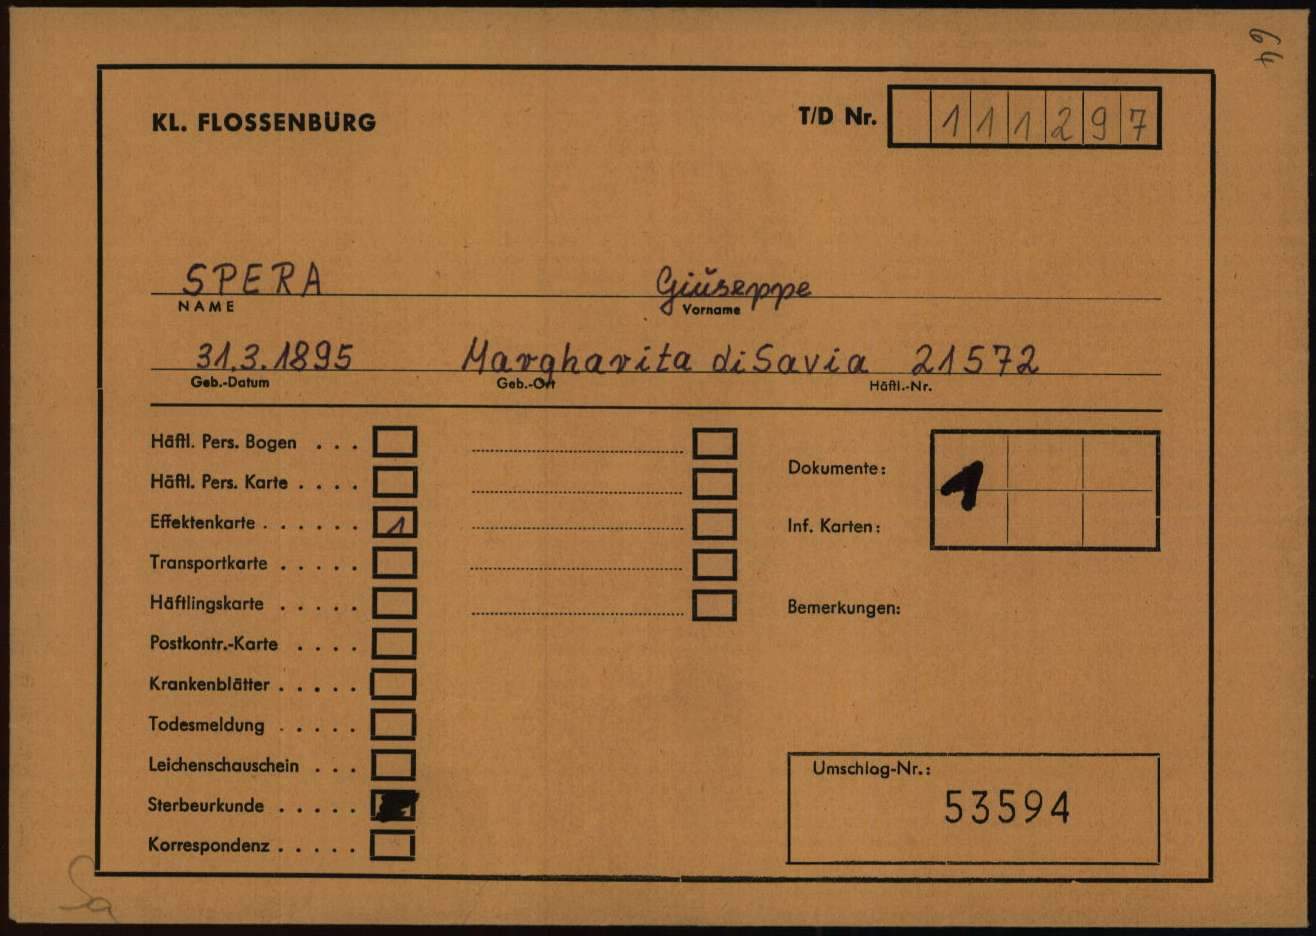 64
KL. FLOSSENBÜRG
T/D Nr. 111297
SPERA Giŭseppe
NAME Vorname
31.3.1895 Margharita di Savia 21572
Geb.-Datum Geb.-Ort Häftl.-Nr.
Häftl. Pers. Bogen . . .
Häftl. Pers. Karte . . . .
Effektenkarte . . . . . . 1
Transportkarte . . . . .
Häftlingskarte . . . . .
Postkontr.-Karte . . . .
Krankenblätter . . . . .
Todesmeldung . . . . .
Leichenschauschein . . .
Sterbeurkunde . . . . .
Korrespondenz . . . . .
Dokumente: 1
Inf. Karten:
Bemerkungen:
Umschlag-Nr.:
53594
Sa